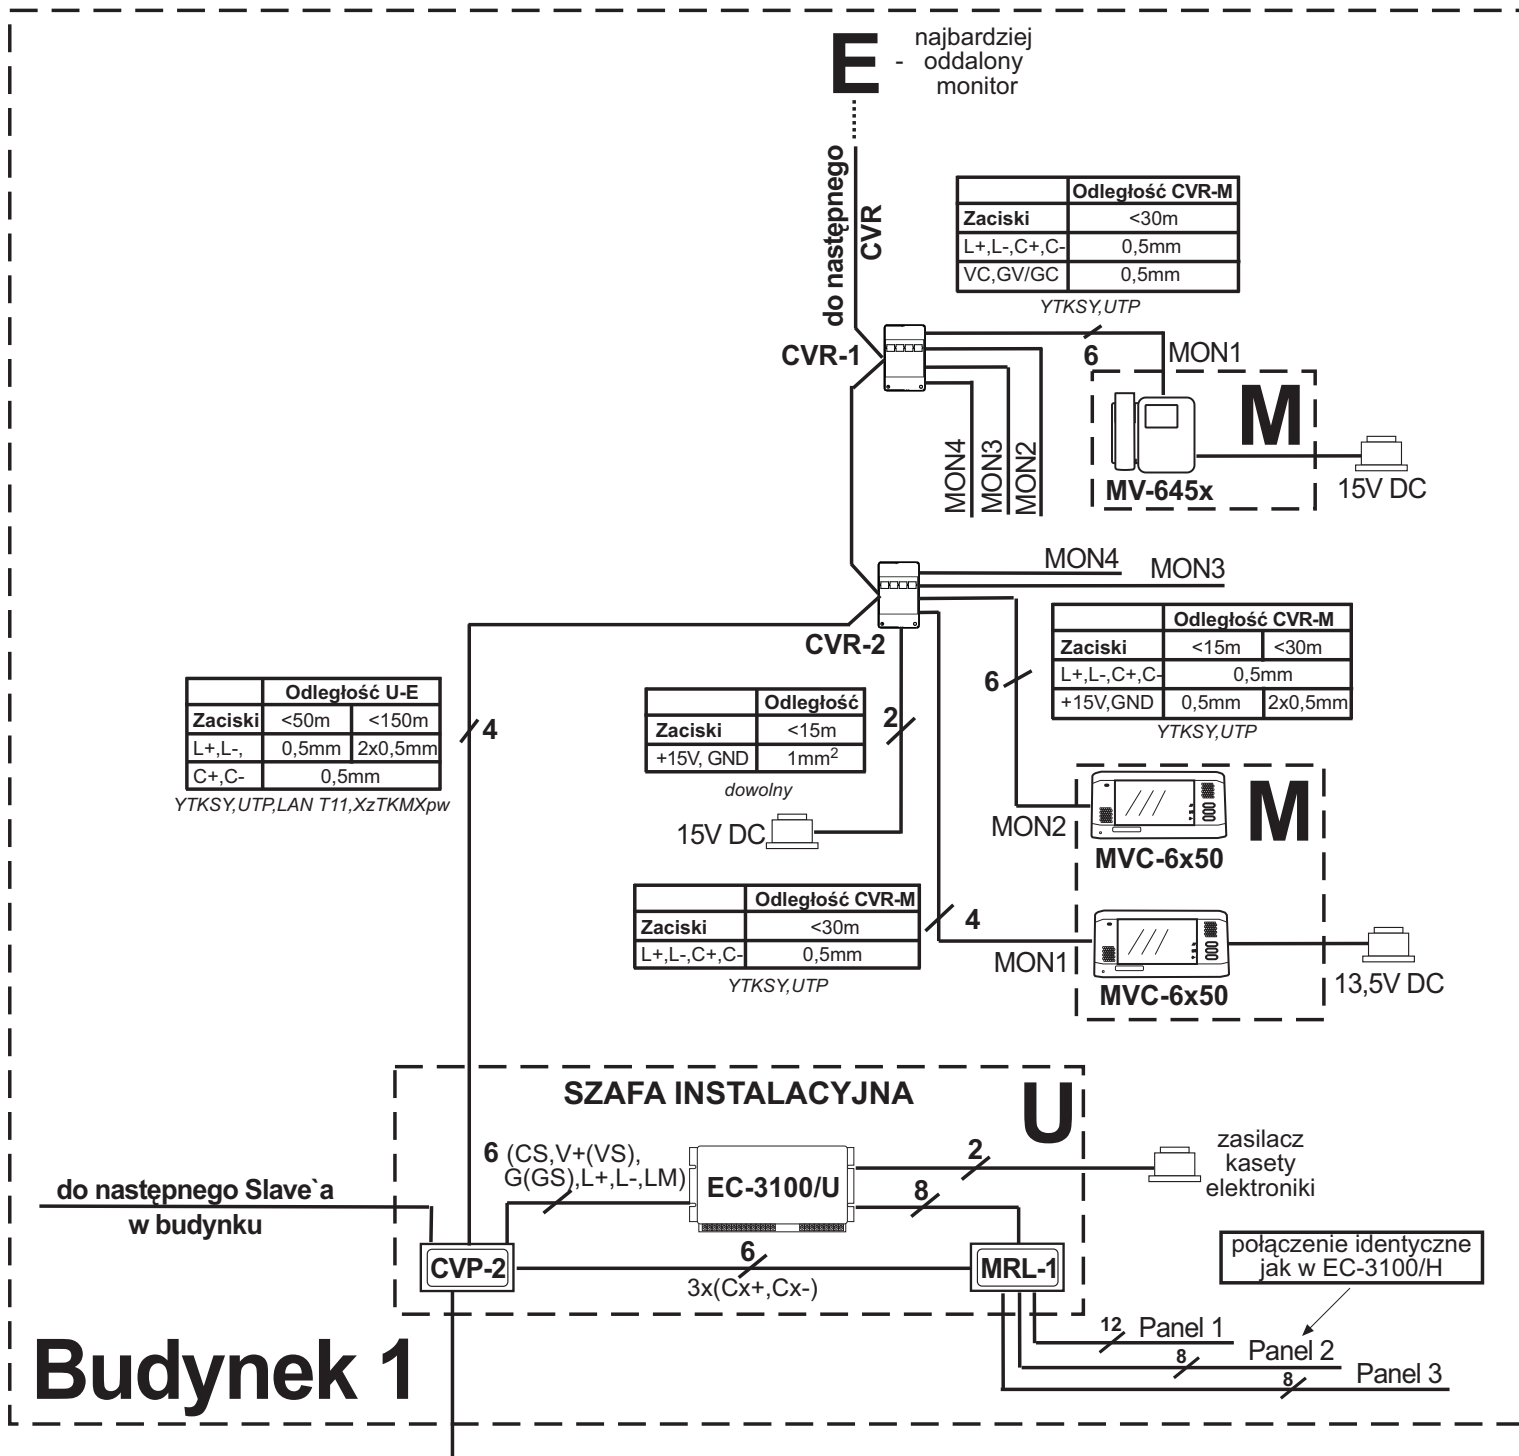 E - najbardziej
oddalony
monitor
do następnego
CVR
Odległość CVR-M
Zaciski <30m
L+,L-,C+,C- 0,5mm
VC,GV/GC 0,5mm
YTKSY,UTP
CVR-1
6
MON1
MON4
MON3
MON2
M
MV-645x
15V DC
MON4
MON3
CVR-2
Odległość CVR-M
Zaciski <15m <30m
L+,L-,C+,C- 0,5mm
+15V,GND 0,5mm 2x0,5mm
YTKSY,UTP
6
Odległość U-E
Zaciski <50m <150m
L+,L-, 0,5mm 2x0,5mm
C+,C- 0,5mm
YTKSY,UTP,LAN T11,XzTKMXpw
4
Odległość
Zaciski <15m
+15V, GND 1mm²
dowolny
2
15V DC
MON2
M
MVC-6x50
Odległość CVR-M
Zaciski <30m
L+,L-,C+,C- 0,5mm
YTKSY,UTP
4
MON1
MVC-6x50
13,5V DC
SZAFA INSTALACYJNA
U
6 (CS,V+(VS),
G(GS),L+,L-,LM)
EC-3100/U
2
8
zasilacz
kasety
elektroniki
do następnego Slave`a
w budynku
CVP-2
6
3x(Cx+,Cx-)
MRL-1
połączenie identyczne
jak w EC-3100/H
12 Panel 1
8 Panel 2
8 Panel 3
Budynek 1